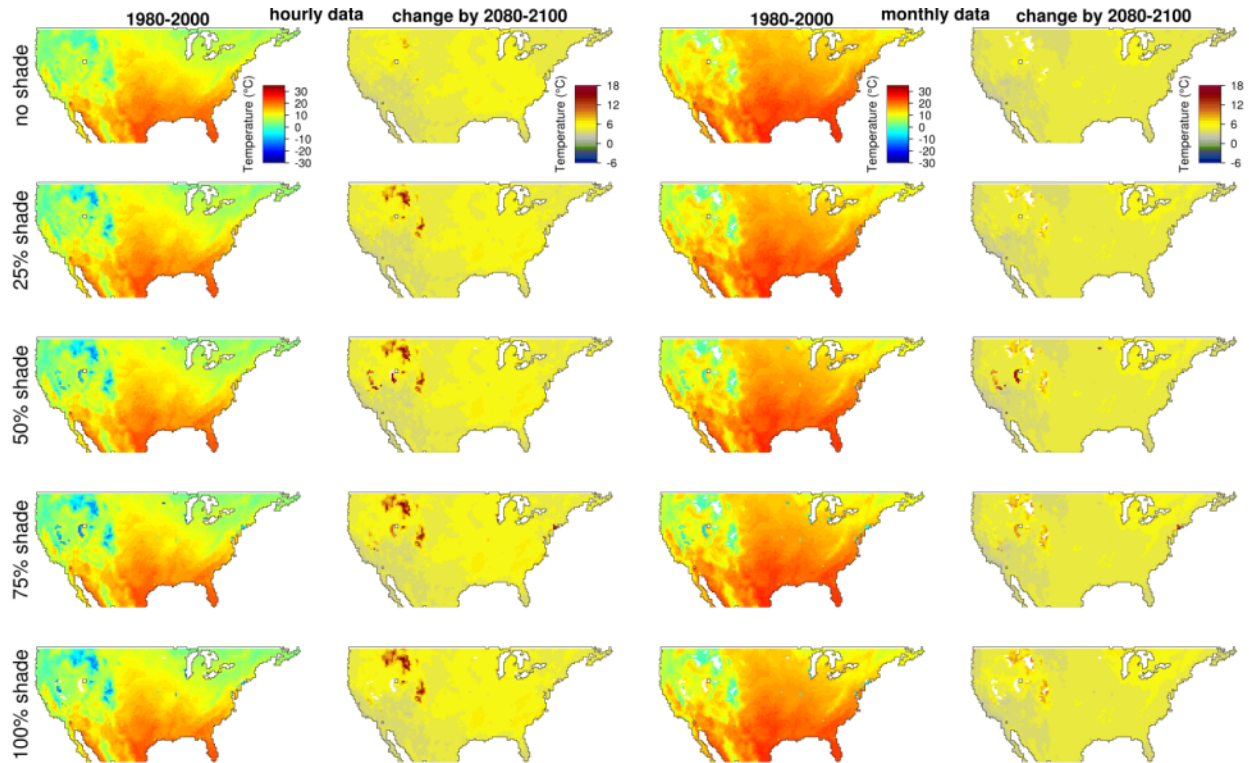 1980-2000 hourly data change by 2080-2100 1980-2000 monthly data change by 2080-2100
no shade
Temperature (°C)
30
20
10
0
-10
-20
-30
Temperature (°C)
18
12
6
0
-6
Temperature (°C)
30
20
10
0
-10
-20
-30
Temperature (°C)
18
12
6
0
-6
25% shade
50% shade
75% shade
100% shade